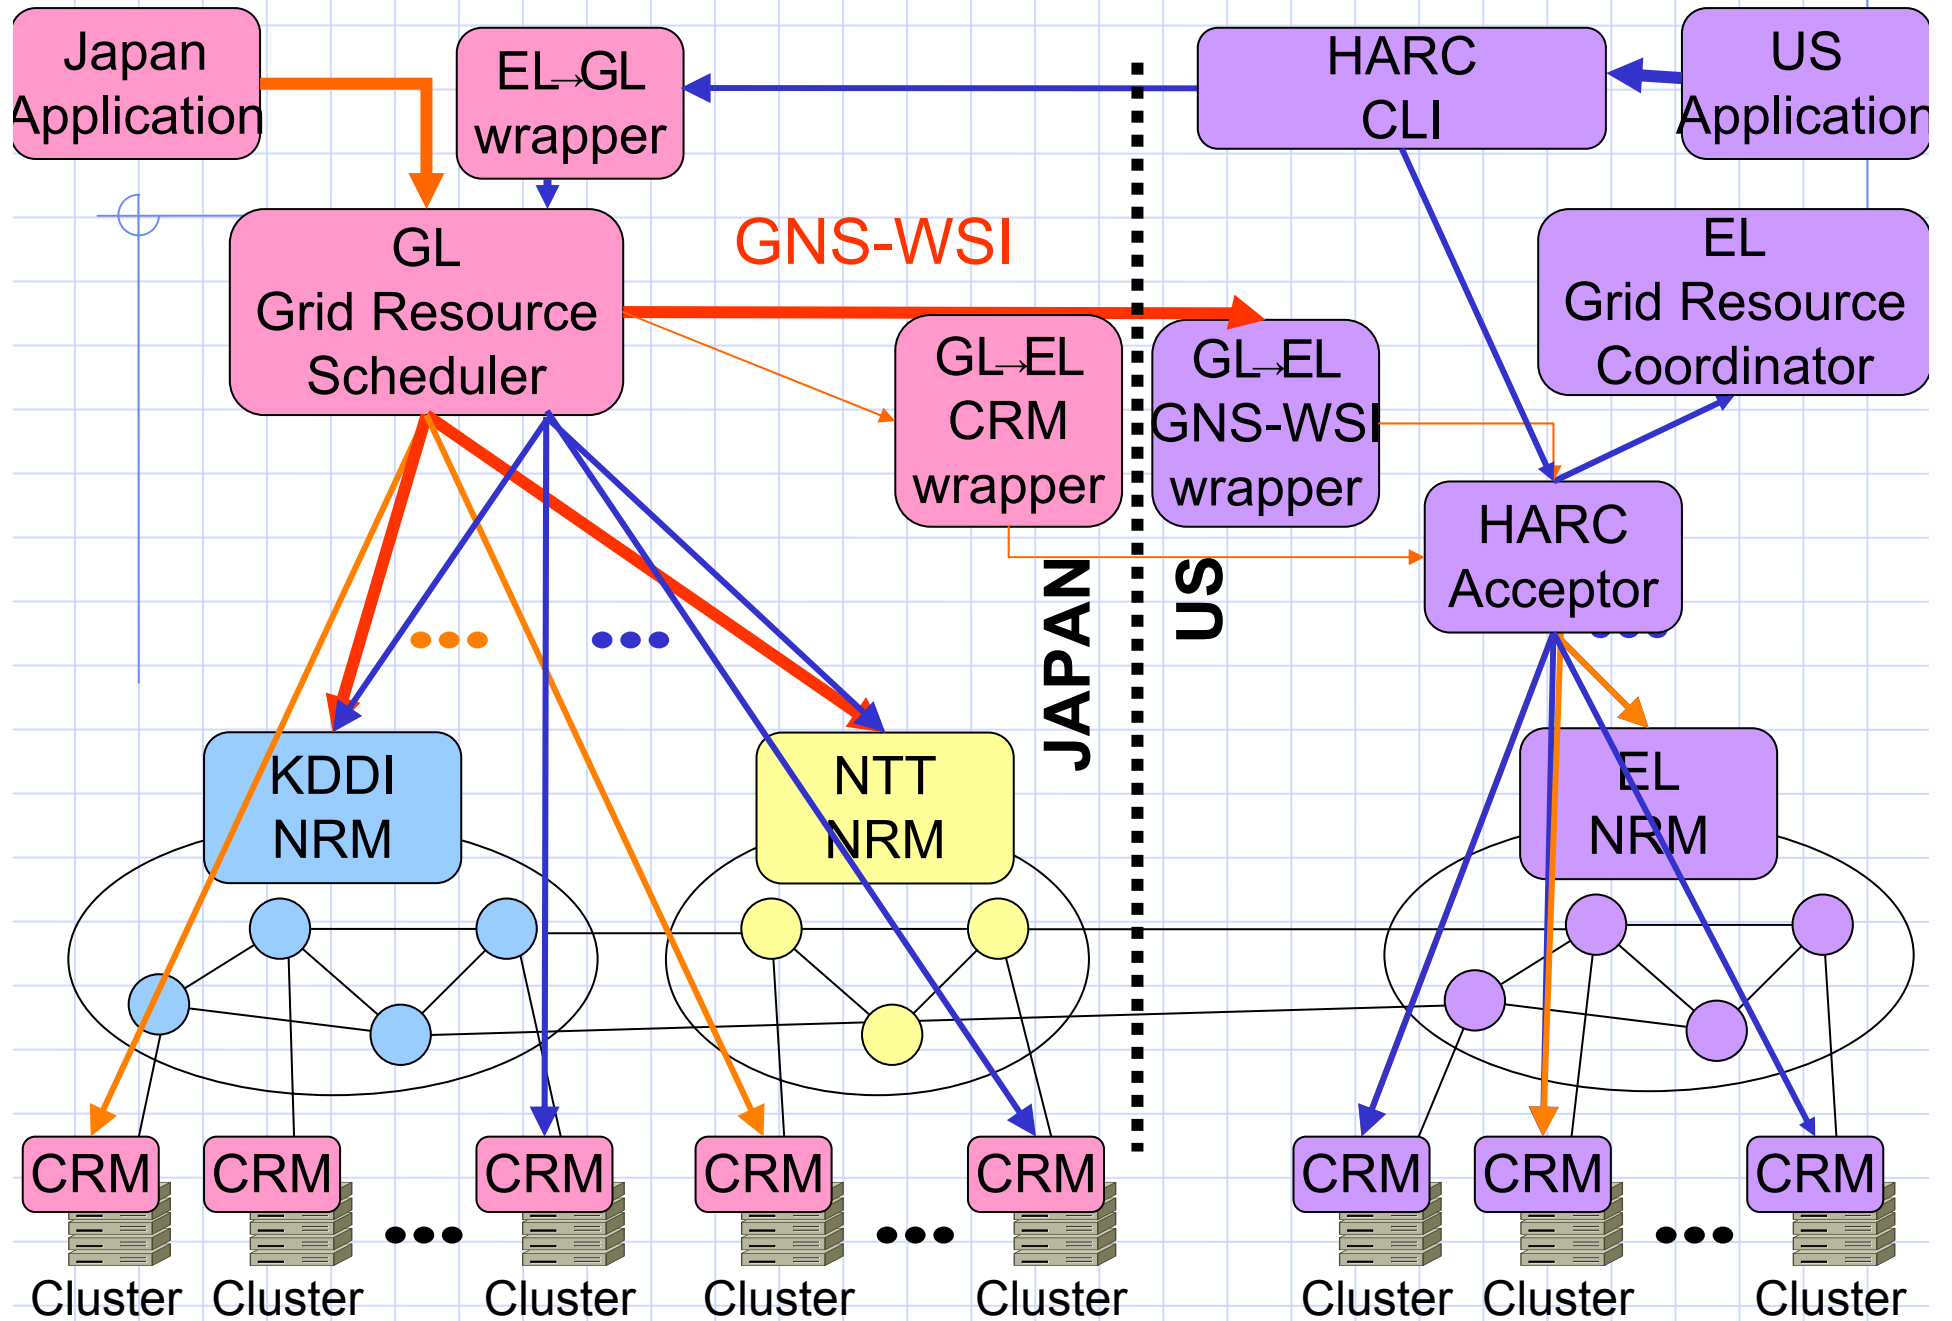 Japan
Application
EL→GL
wrapper
HARC
CLI
US
Application
GL
Grid Resource
Scheduler
GNS-WSI
EL
Grid Resource
Coordinator
GL→EL
CRM
wrapper
GL→EL
GNS-WSI
wrapper
HARC
Acceptor
JAPAN
US
KDDI
NRM
NTT
NRM
EL
NRM
CRM
CRM
CRM
CRM
CRM
CRM
CRM
CRM
Cluster
Cluster
Cluster
Cluster
Cluster
Cluster
Cluster
Cluster